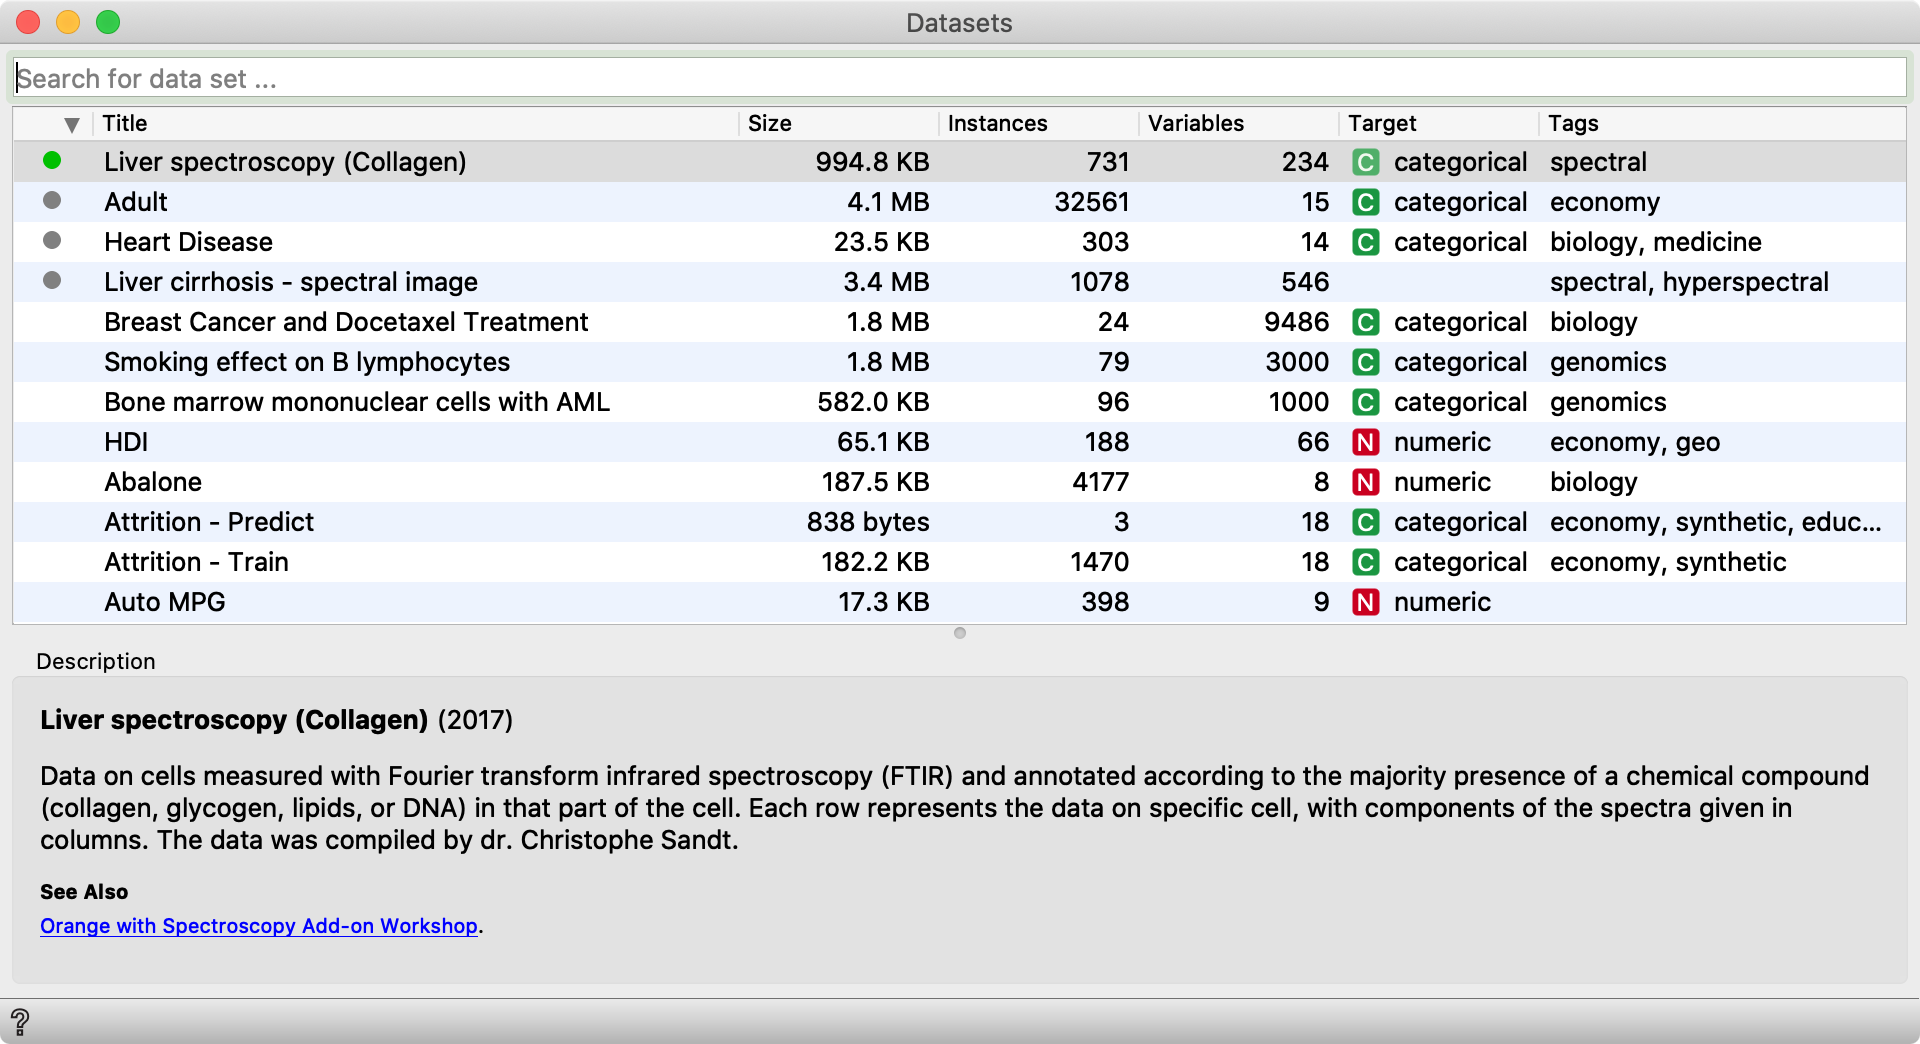 Datasets
Search for data set ...
▼ Title Size Instances Variables Target Tags
Liver spectroscopy (Collagen) 994.8 KB 731 234 C categorical spectral
Adult 4.1 MB 32561 15 C categorical economy
Heart Disease 23.5 KB 303 14 C categorical biology, medicine
Liver cirrhosis - spectral image 3.4 MB 1078 546 spectral, hyperspectral
Breast Cancer and Docetaxel Treatment 1.8 MB 24 9486 C categorical biology
Smoking effect on B lymphocytes 1.8 MB 79 3000 C categorical genomics
Bone marrow mononuclear cells with AML 582.0 KB 96 1000 C categorical genomics
HDI 65.1 KB 188 66 N numeric economy, geo
Abalone 187.5 KB 4177 8 N numeric biology
Attrition - Predict 838 bytes 3 18 C categorical economy, synthetic, educ...
Attrition - Train 182.2 KB 1470 18 C categorical economy, synthetic
Auto MPG 17.3 KB 398 9 N numeric
Description
Liver spectroscopy (Collagen) (2017)
Data on cells measured with Fourier transform infrared spectroscopy (FTIR) and annotated according to the majority presence of a chemical compound
(collagen, glycogen, lipids, or DNA) in that part of the cell. Each row represents the data on specific cell, with components of the spectra given in
columns. The data was compiled by dr. Christophe Sandt.
See Also
Orange with Spectroscopy Add-on Workshop.
?